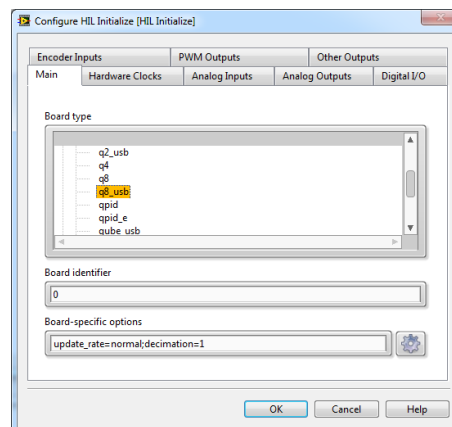 Configure HIL Initialize [HIL Initialize]
Encoder Inputs PWM Outputs Other Outputs
Main Hardware Clocks Analog Inputs Analog Outputs Digital I/O
Board type
q2_usb
q4
q8
q8_usb
qpid
qpid_e
qube_usb
Board identifier
0
Board-specific options
update_rate=normal;decimation=1
OK Cancel Help